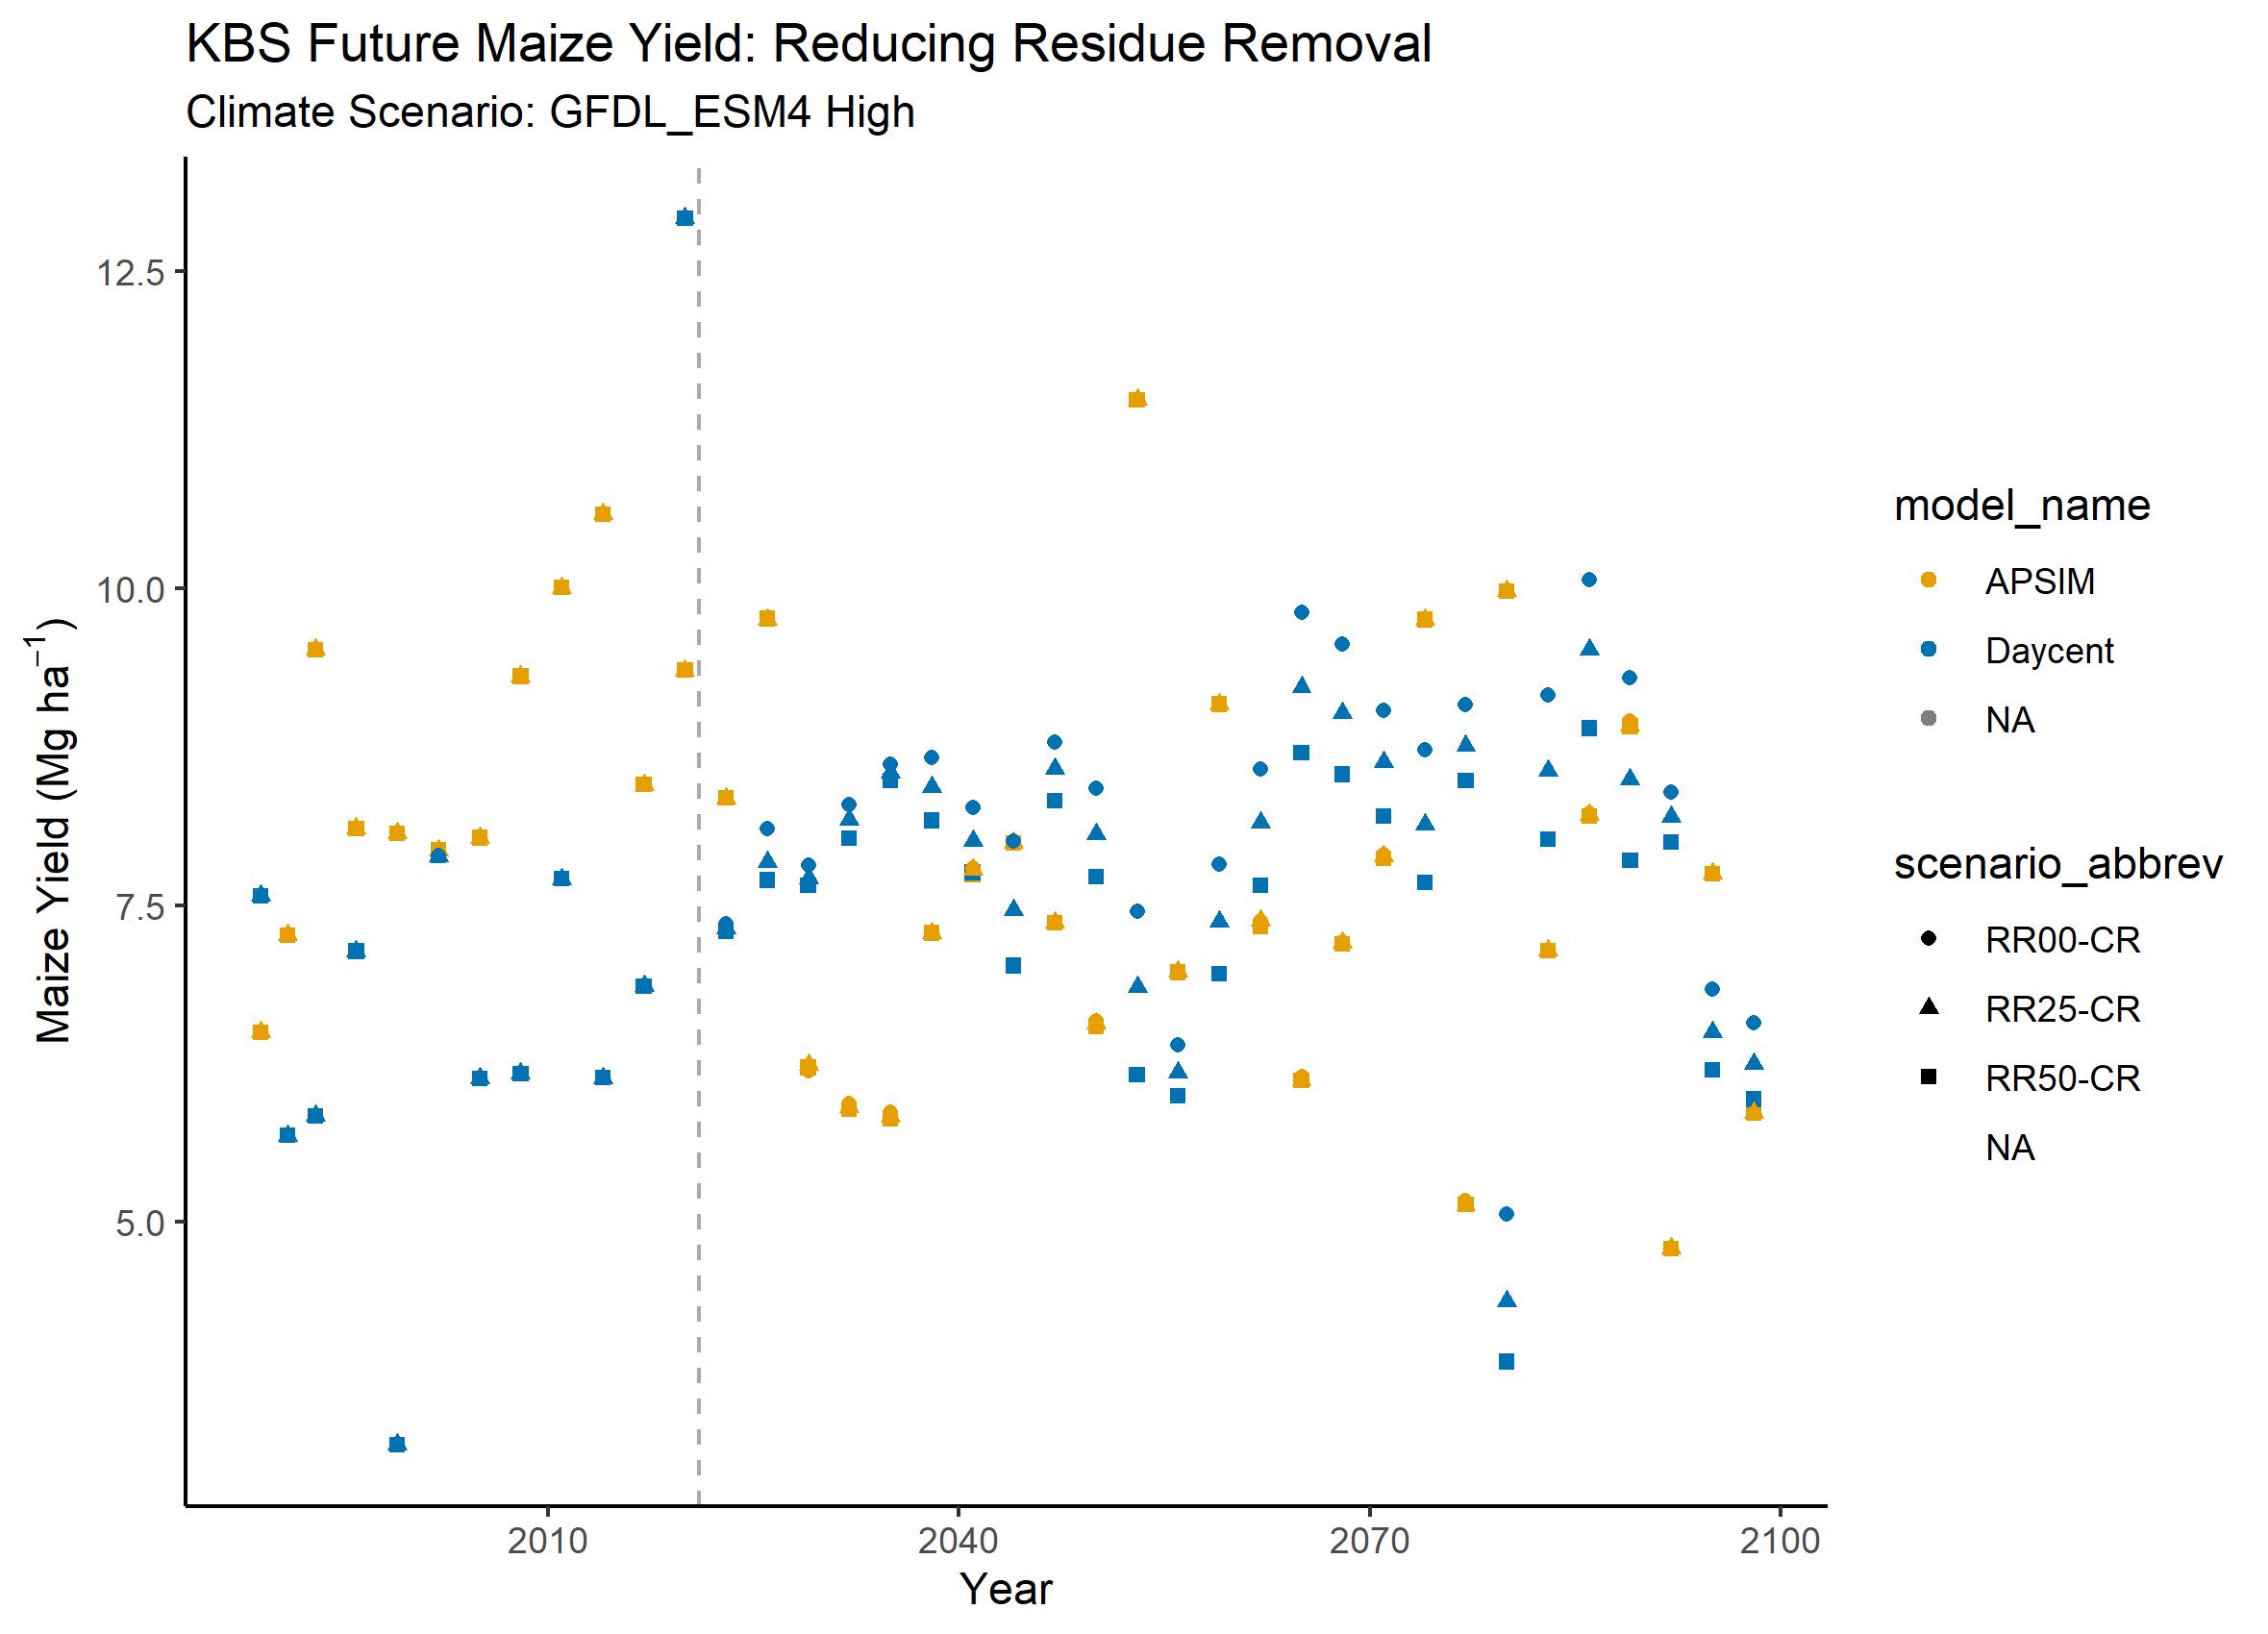 KBS Future Maize Yield: Reducing Residue Removal
Climate Scenario: GFDL_ESM4 High
Maize Yield (Mg ha⁻¹)
12.5
10.0
7.5
5.0
2010
2040
2070
2100
Year
model_name
APSIM
Daycent
NA
scenario_abbrev
RR00-CR
RR25-CR
RR50-CR
NA